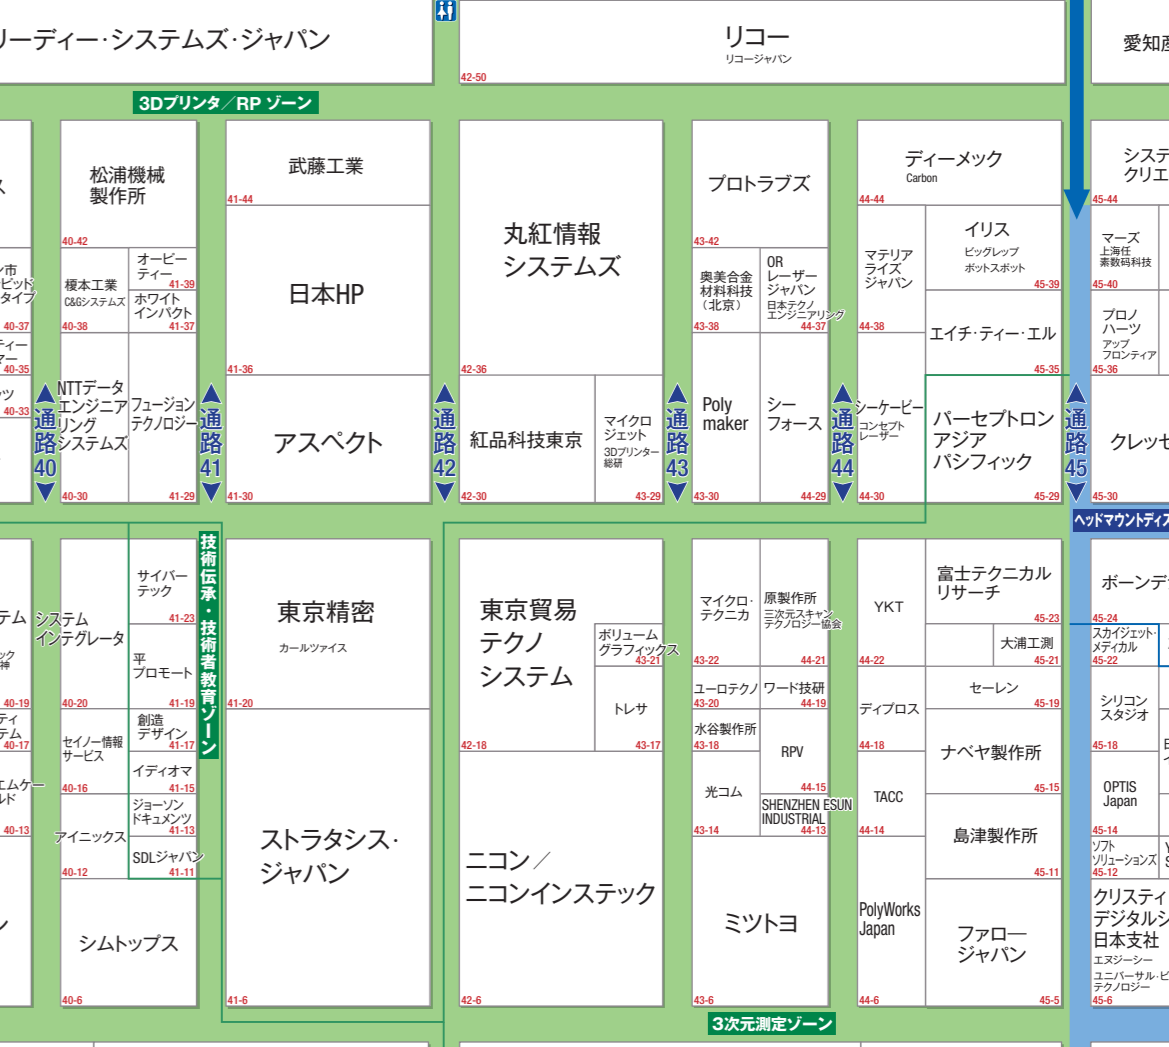 リーディー・システムズ・ジャパン
リコー
リコージャパン
42-50
愛知
3Dプリンタ／RP ゾーン
松浦機械
製作所
40-42
榎本工業
C&Gシステムズ
40-38
オービー
ティー
41-39
ホワイト
インパクト
41-37
NTTデータ
エンジニア
リング
システムズ
40-30
フュージョン
テクノロジー
41-29
武藤工業
41-44
日本HP
41-36
アスペクト
41-30
丸紅情報
システムズ
42-36
紅品科技東京
42-30
マイクロ
ジェット
3Dプリンター
総研
43-29
プロトラブズ
43-42
奥美合金
材料科技
（北京）
43-38
OR
レーザー
ジャパン
日本テクノ
エンジニアリング
44-37
Poly
maker
43-30
シー
フォース
44-29
ディーメック
Carbon
44-44
マテリア
ライズ
ジャパン
44-38
イリス
ビッグレップ
ボットスポット
45-39
エイチ・ティー・エル
45-35
シーケービー
コンセプト
レーザー
44-30
パーセプトロン
アジア
パシフィック
45-29
システ
クリエ
45-44
マーズ
上海任
素数码科技
45-40
プロノ
ハーツ
アップ
フロンティア
45-36
クレッセ
45-30
ス
ン市
ピッド
タイプ
40-37
ティー
マー
40-35
ッツ
40-33
通路40
通路41
通路42
通路43
通路44
通路45
ヘッドマウントディス
技術伝承・技術者教育ゾーン
テム
ック
神
40-19
ティ
テム
40-17
エムケー
ルド
40-13
ン
システム
インテグレータ
40-20
セイノー情報
サービス
40-16
アイニックス
40-12
シムトップス
40-6
サイバー
テック
41-23
平
プロモート
41-19
創造
デザイン
41-17
イディオマ
41-15
ジョーソン
ドキュメンツ
41-13
SDLジャパン
41-11
東京精密
カールツァイス
41-20
ストラタシス・
ジャパン
41-6
東京貿易
テクノ
システム
42-18
ボリューム
グラフィックス
43-21
トレサ
43-17
ニコン／
ニコンインステック
42-6
マイクロ・
テクニカ
43-22
原製作所
三次元スキャン
テクノロジー協会
44-21
ユーロテクノ
43-20
ワード技研
44-19
水谷製作所
43-18
RPV
44-15
光コム
43-14
SHENZHEN ESUN
INDUSTRIAL
44-13
ミツトヨ
43-6
YKT
44-22
ディプロス
44-18
TACC
44-14
PolyWorks
Japan
44-6
富士テクニカル
リサーチ
45-23
大浦工測
45-21
セーレン
45-19
ナベヤ製作所
45-15
島津製作所
45-11
ファロー
ジャパン
45-5
ボーンデ
45-24
スカイジェット・
メディカル
45-22
シリコン
スタジオ
45-18
OPTIS
Japan
45-14
ソフト
ソリューションズ
45-12
クリスティ
デジタルシ
日本支社
エヌジーシー
ユニバーサル・ビ
テクノロジー
45-6
3次元測定ゾーン